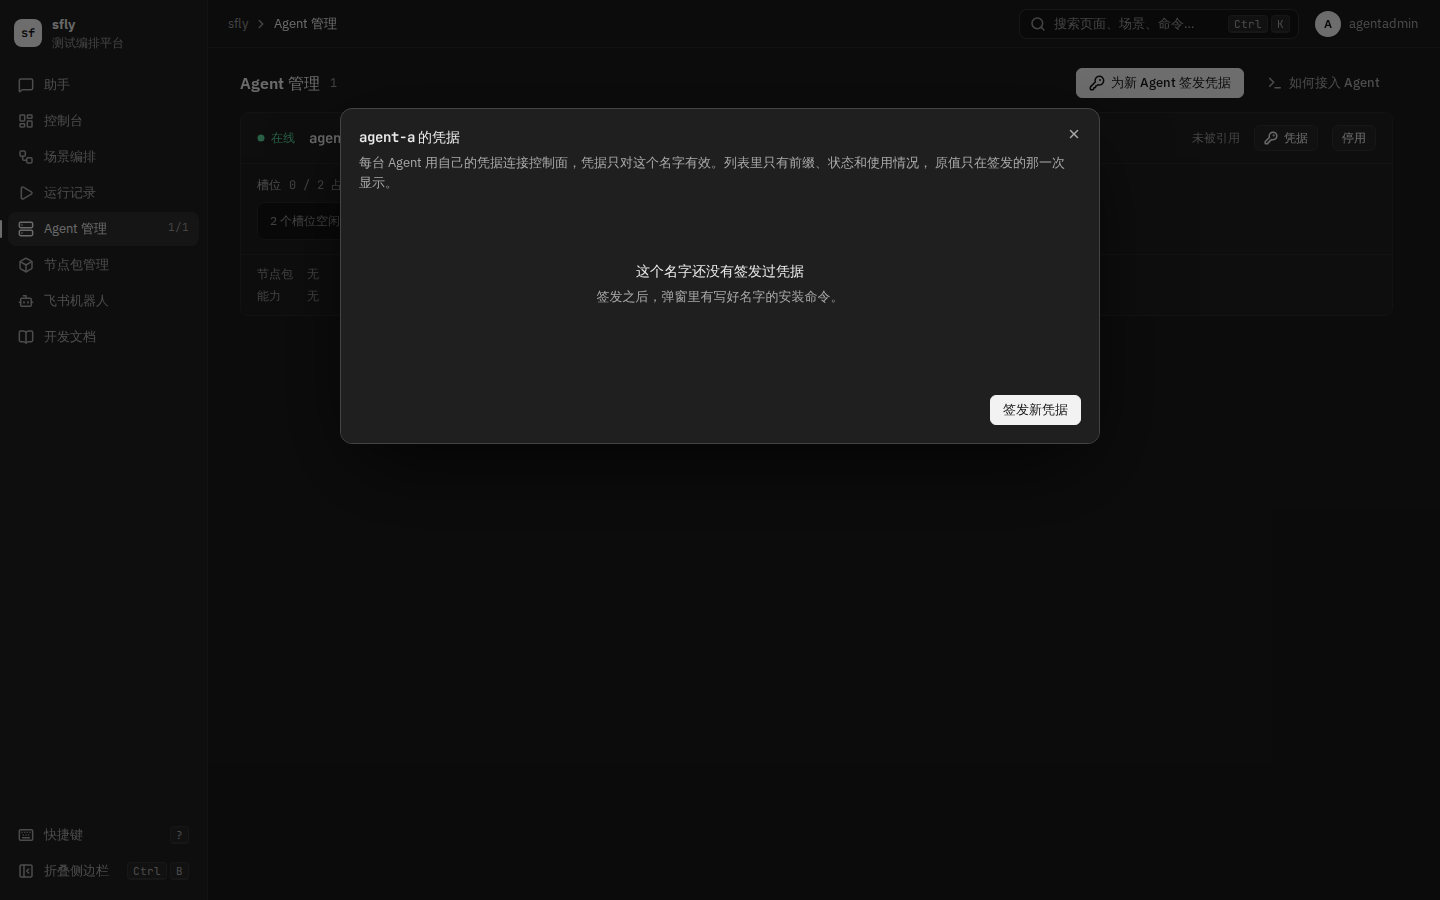 sf
sfly
测试编排平台
助手
控制台
场景编排
运行记录
Agent 管理
1/1
节点包管理
飞书机器人
开发文档
快捷键
?
折叠侧边栏
Ctrl
B
sfly
Agent 管理
搜索页面、场景、命令...
Ctrl
K
A
agentadmin
Agent 管理 1
为新 Agent 签发凭据
如何接入 Agent
在线
agen
未被引用
凭据
停用
槽位 0 / 2 占
2 个槽位空闲
节点包 无
能力 无
agent-a 的凭据
每台 Agent 用自己的凭据连接控制面，凭据只对这个名字有效。列表里只有前缀、状态和使用情况， 原值只在签发的那一次
显示。
这个名字还没有签发过凭据
签发之后，弹窗里有写好名字的安装命令。
签发新凭据